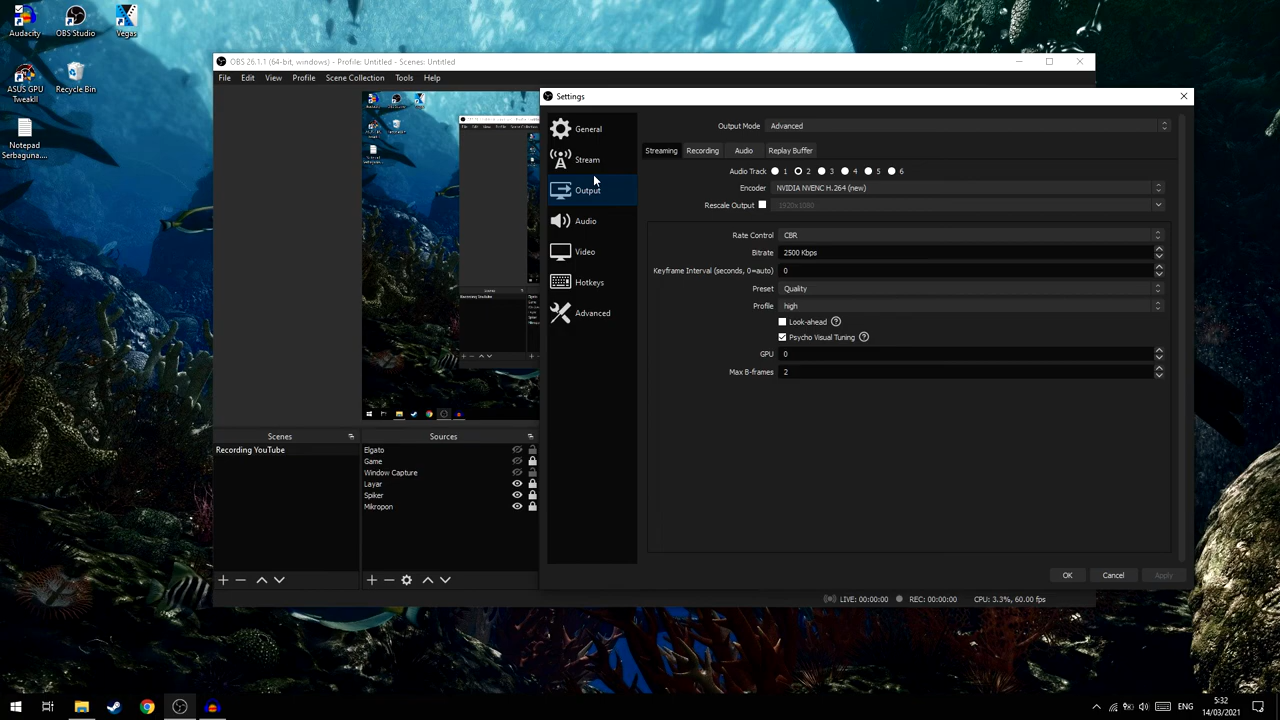 Audacity
OBS Studio
Vegas
ASUS GPU
TweakII
Recycle Bin
Notepad
Serbaguna....
OBS 26.1.1 (64-bit, windows) - Profile: Untitled - Scenes: Untitled
File Edit View Profile Scene Collection Tools Help
Settings
General
Stream
Output
Audio
Video
Hotkeys
Advanced
Output Mode Advanced
Streaming Recording Audio Replay Buffer
Audio Track 1 2 3 4 5 6
Encoder NVIDIA NVENC H.264 (new)
Rescale Output 1920x1080
Rate Control CBR
Bitrate 2500 Kbps
Keyframe Interval (seconds, 0=auto) 0
Preset Quality
Profile high
Look-ahead ?
Psycho Visual Tuning ?
GPU 0
Max B-frames 2
OK Cancel Apply
Scenes
Recording YouTube
Sources
Elgato
Game
Window Capture
Layar
Spiker
Mikropon
LIVE: 00:00:00 REC: 00:00:00 CPU: 3.3%, 60.00 fps
ENG
5:32
14/03/2021